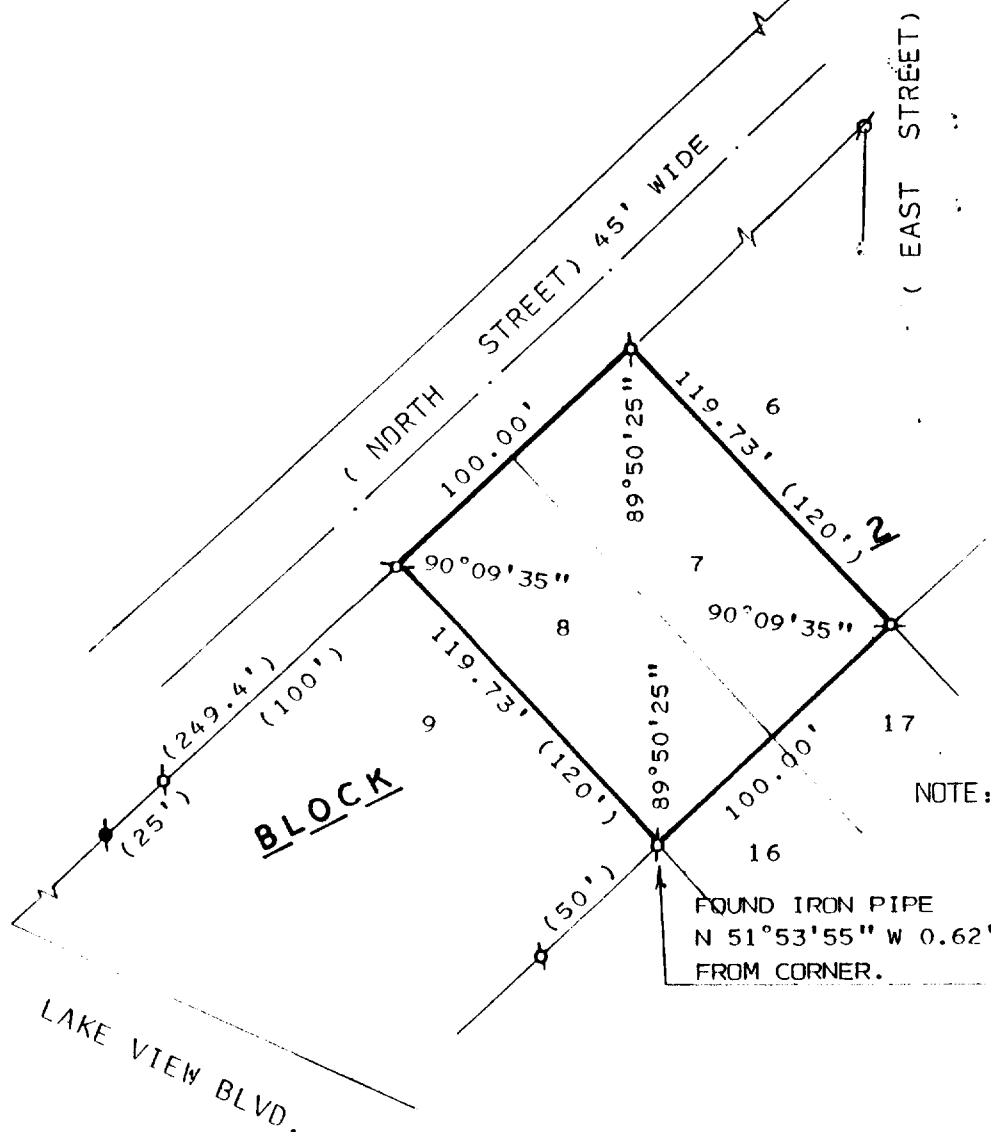 ( EAST STREET)
( NORTH STREET) 45' WIDE
100.00'
89°50'25"
119.73' (120')
6
2
7
90°09'35"
8
90°09'35"
119.73' (120')
89°50'25"
(249.4')
(100')
9
17
100.00'
NOTE:
(25')
BLOCK
16
(50')
FOUND IRON PIPE
N 51°53'55" W 0.62'
FROM CORNER.
LAKE VIEW BLVD.